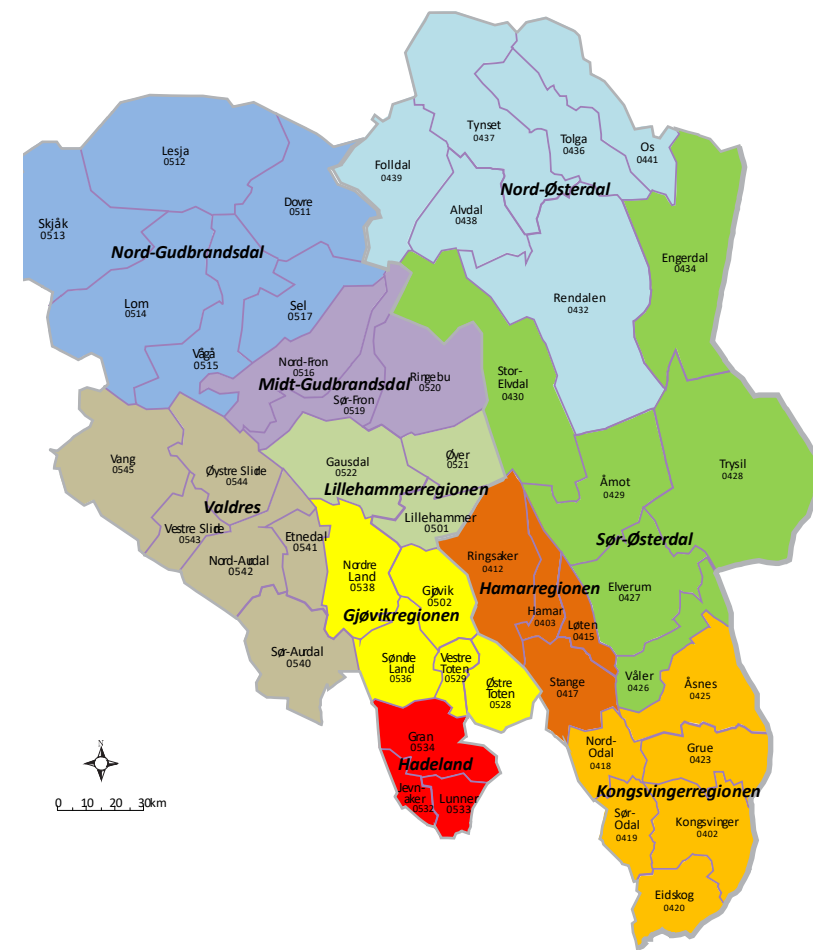 Tynset
0437
Tolga
0436
Os
0441
Lesja
0512
Folldal
0439
Nord-Østerdal
Dovre
0511
Alvdal
0438
Skjåk
0513
Nord-Gudbrandsdal
Engerdal
0434
Rendalen
0432
Lom
0514
Sel
0517
Vågå
0515
Nord-Fron
0516
Midt-Gudbrandsdal
Ringebu
0520
Sør-Fron
0519
Stor-
Elvdal
0430
Vang
0545
Øystre Slidre
0544
Gausdal
0522
Øyer
0521
Lillehammerregionen
Trysil
0428
Åmot
0429
Valdres
Vestre Slidre
0543
Etnedal
0541
Lillehammer
0501
Sør-Østerdal
Nord-Aurdal
0542
Nordre
Land
0538
Gjøvik
0502
Ringsaker
0412
Hamarregionen
Elverum
0427
Gjøvikregionen
Hamar
0403
Løten
0415
Sør-Aurdal
0540
Søndre
Land
0536
Vestre
Toten
0529
Østre
Toten
0528
Stange
0417
Våler
0426
Åsnes
0425
Gran
0534
Hadeland
Nord-
Odal
0418
Grue
0423
Jevn-
aker
0532
Lunner
0533
Kongsvingerregionen
Sør-
Odal
0419
Kongsvinger
0402
Eidskog
0420
N
0 10 20 30km